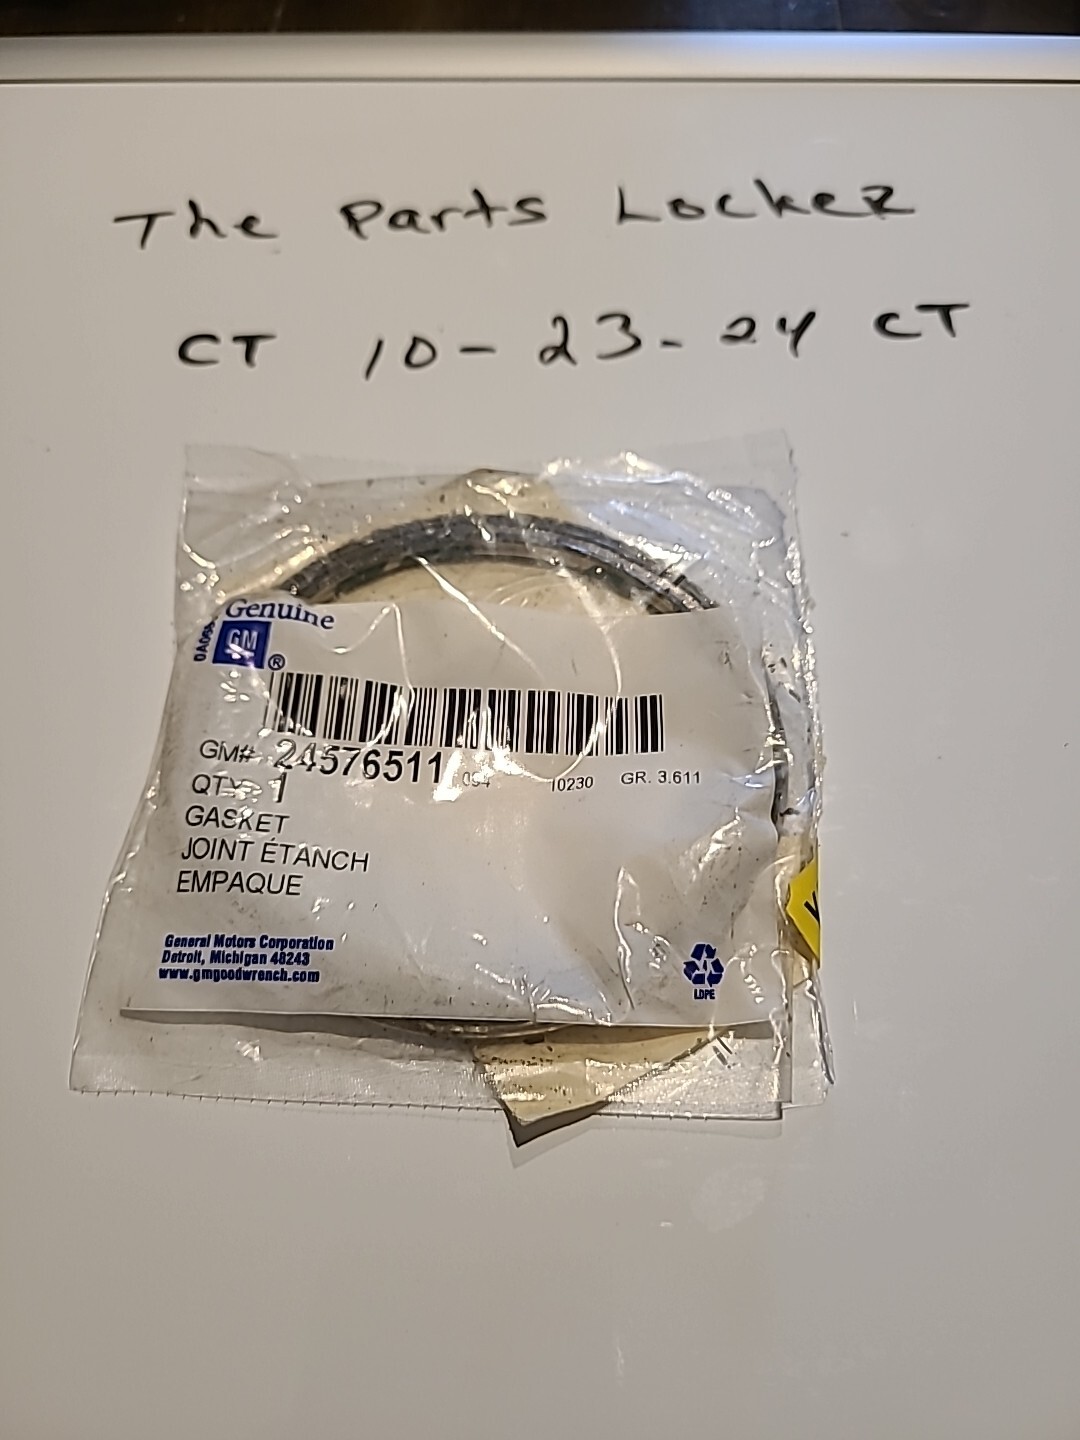 The Parts Locker
CT 10-23-24 CT
Genuine
GM
®
GM# 24576511
10230 GR. 3.611
QTY 1
GASKET
JOINT ÉTANCH
EMPAQUE
General Motors Corporation
Detroit, Michigan 48243
www.gmgoodwrench.com
LDPE